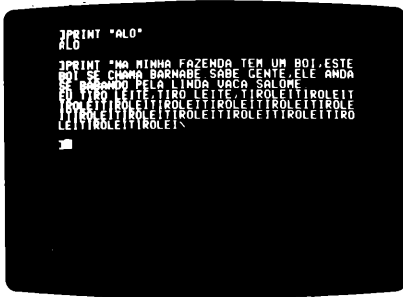 ]PRINT "ALO"
ALO
]PRINT "NA MINHA FAZENDA TEM UM BOI,ESTE
BOI SE CHAMA BARNABE SABE GENTE,ELE ANDA
SE BABANDO PELA LINDA VACA SALOME
EU TIRO LEITE,TIRO LEITE,TIROLEITIROLEIT
IROLEITIROLEITIROLEITIROLEITIROLEITIROLE
ITIROLEITIROLEITIROLEITIROLEITIROLEITIRO
LEITIROLEITIROLEI\
]